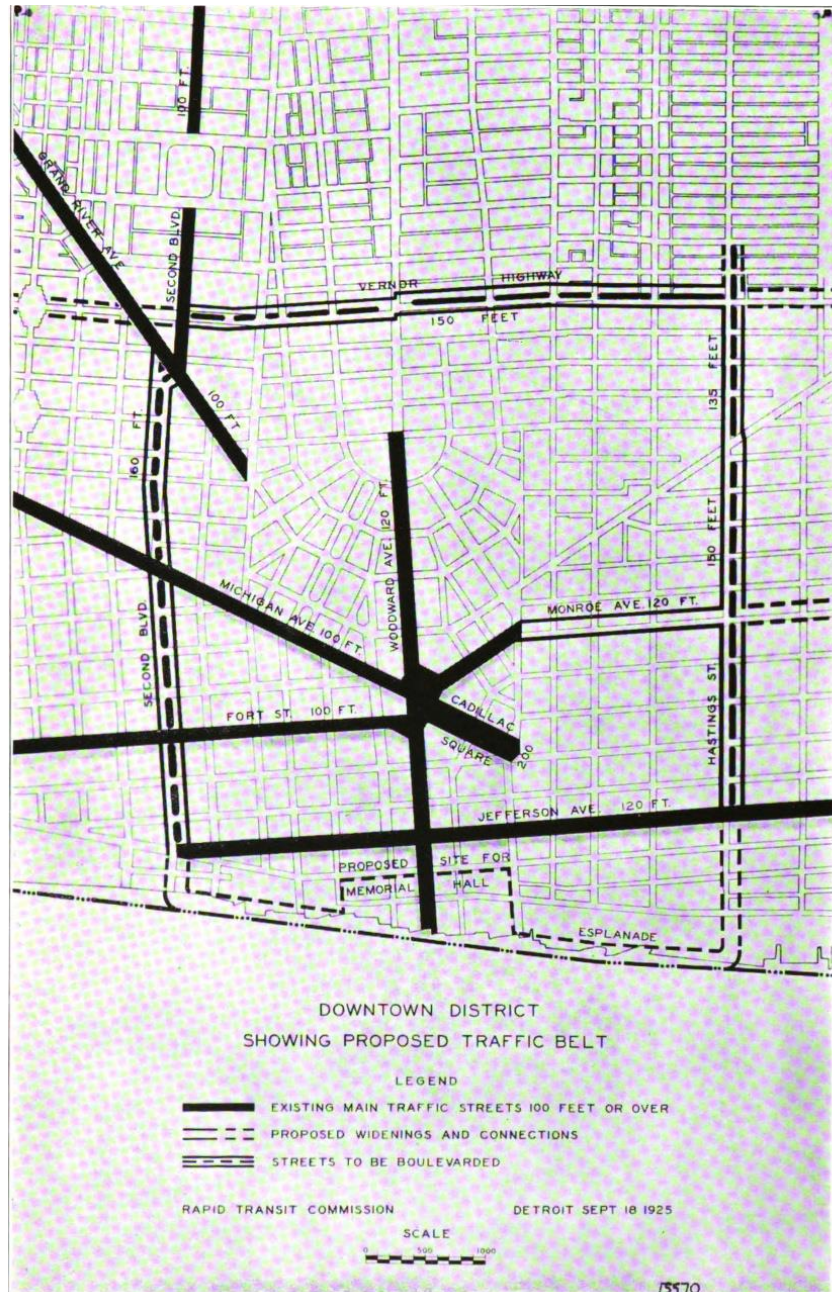 100 FT.
GRAND RIVER AVE
SECOND BLVD.
VERNOR HIGHWAY
150 FEET
135 FEET
100 FT
160 FT.
WOODWARD AVE. 120 FT.
150 FEET
MICHIGAN AVE. 100 FT.
MONROE AVE. 120 FT.
SECOND BLVD.
CADILLAC
SQUARE
200
FORT ST. 100 FT.
HASTINGS ST.
JEFFERSON AVE. 120 FT.
PROPOSED SITE FOR
MEMORIAL HALL
ESPLANADE
DOWNTOWN DISTRICT
SHOWING PROPOSED TRAFFIC BELT
LEGEND
EXISTING MAIN TRAFFIC STREETS 100 FEET OR OVER
PROPOSED WIDENINGS AND CONNECTIONS
STREETS TO BE BOULEVARDED
RAPID TRANSIT COMMISSION DETROIT SEPT 18 1925
SCALE
0 500 1000
15570